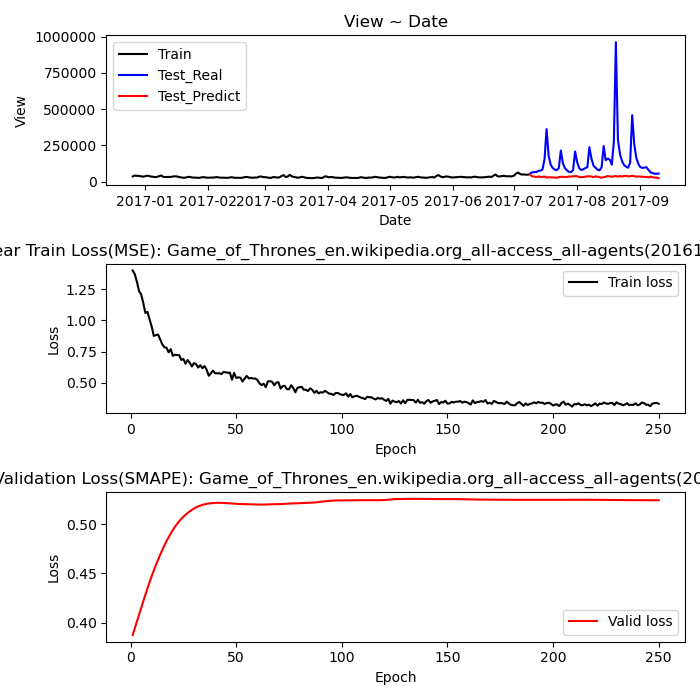 View ~ Date
1000000
750000
500000
250000
0
View
Train
Test_Real
Test_Predict
2017-01 2017-02 2017-03 2017-04 2017-05 2017-06 2017-07 2017-08 2017-09
Date
ear Train Loss(MSE): Game_of_Thrones_en.wikipedia.org_all-access_all-agents(20161
1.25
1.00
0.75
0.50
Loss
Train loss
0 50 100 150 200 250
Epoch
Validation Loss(SMAPE): Game_of_Thrones_en.wikipedia.org_all-access_all-agents(20
0.50
0.45
0.40
Loss
Valid loss
0 50 100 150 200 250
Epoch